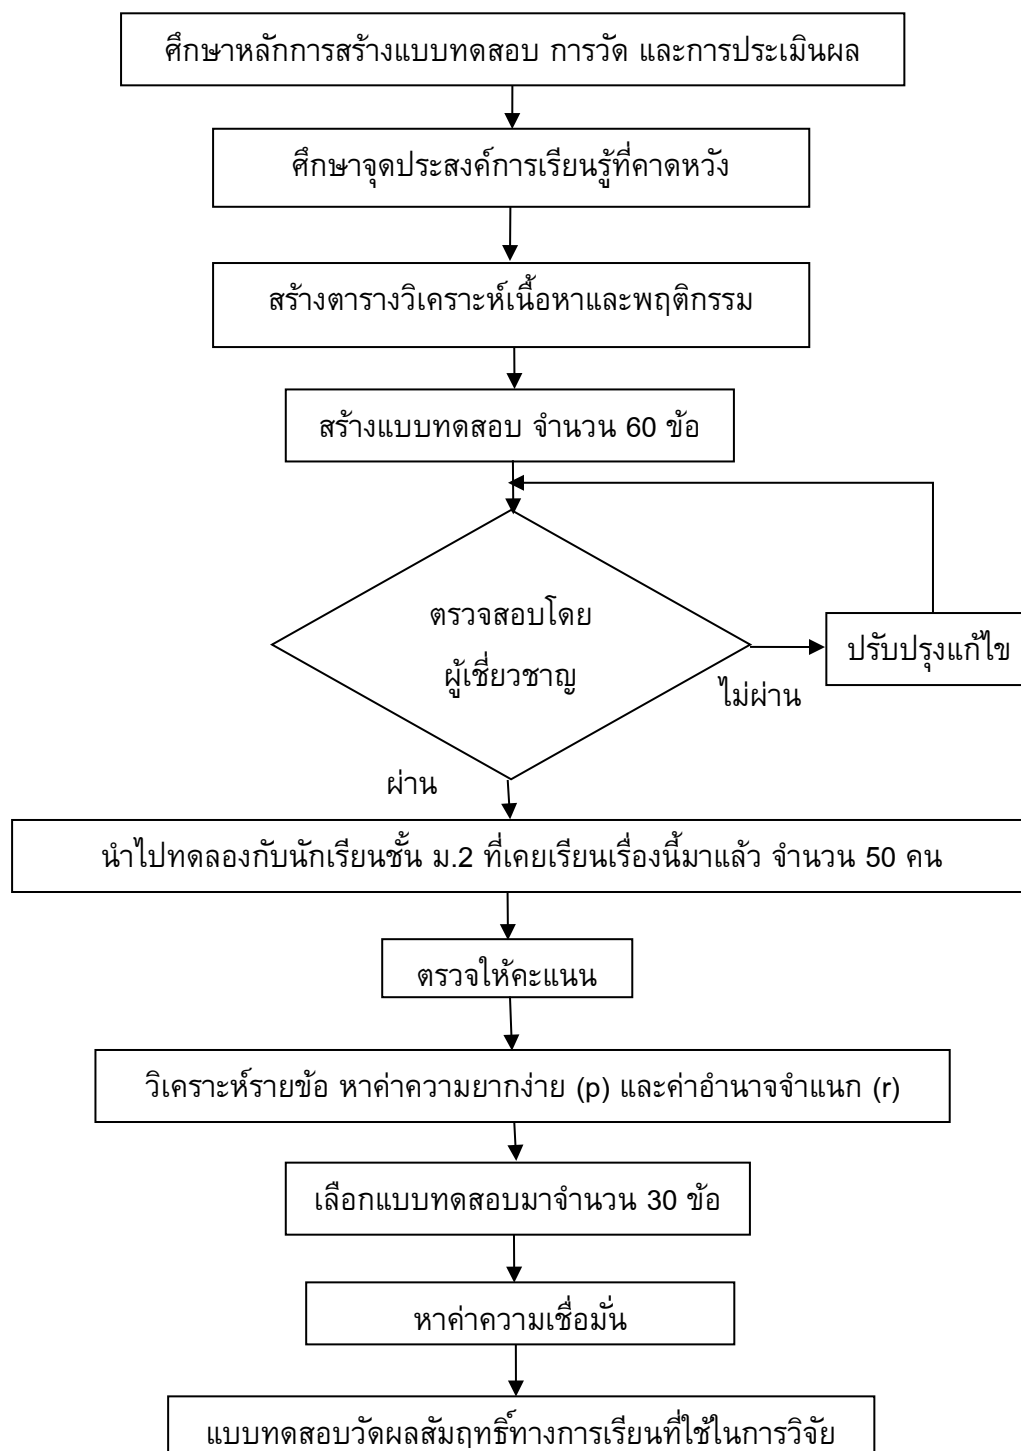 ศึกษาหลักการสร้างแบบทดสอบ การวัด และการประเมินผล
ศึกษาจุดประสงค์การเรียนรู้ที่คาดหวัง
สร้างตารางวิเคราะห์เนื้อหาและพฤติกรรม
สร้างแบบทดสอบ จำนวน 60 ข้อ
ตรวจสอบโดย
ผู้เชี่ยวชาญ
ปรับปรุงแก้ไข
ไม่ผ่าน
ผ่าน
นำไปทดลองกับนักเรียนชั้น ม.2 ที่เคยเรียนเรื่องนี้มาแล้ว จำนวน 50 คน
ตรวจให้คะแนน
วิเคราะห์รายข้อ หาค่าความยากง่าย (p) และค่าอำนาจจำแนก (r)
เลือกแบบทดสอบมาจำนวน 30 ข้อ
หาค่าความเชื่อมั่น
แบบทดสอบวัดผลสัมฤทธิ์ทางการเรียนที่ใช้ในการวิจัย